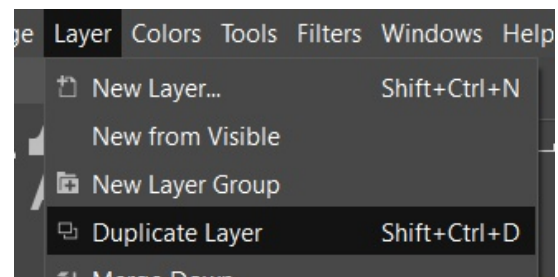 Layer Colors Tools Filters Windows Help
New Layer... Shift+Ctrl+N
New from Visible
New Layer Group
Duplicate Layer Shift+Ctrl+D